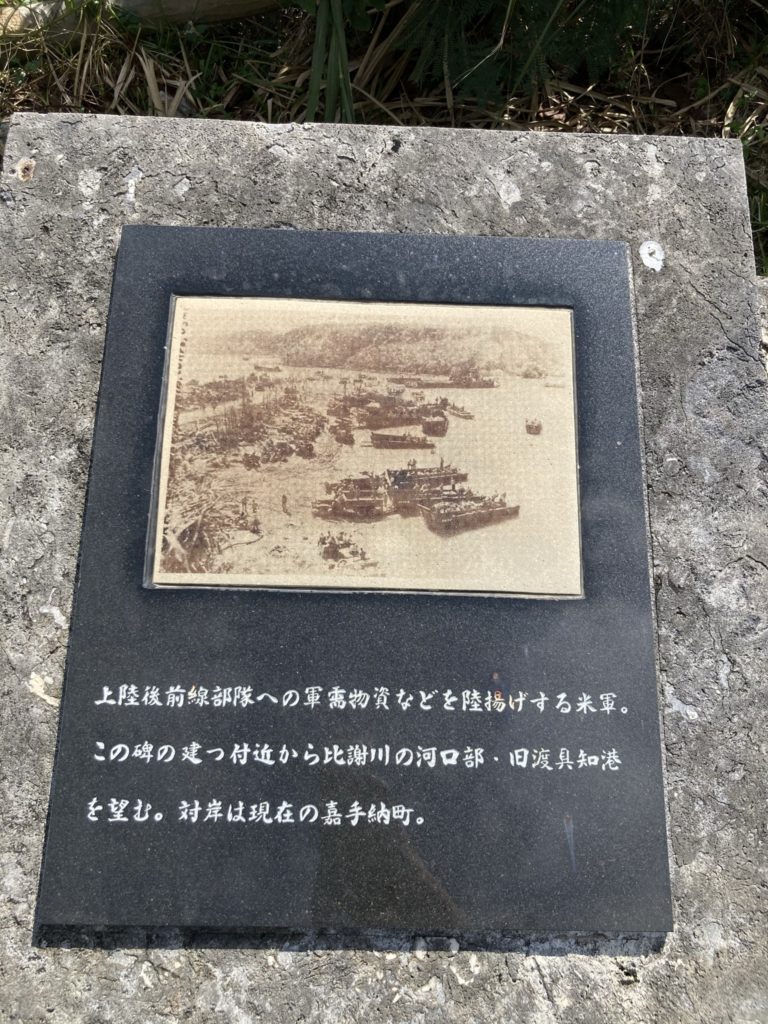 上陸後前線部隊への軍需物資などを陸揚げする米軍。
この碑の建つ付近から比謝川の河口部・旧渡具知港
を望む。対岸は現在の嘉手納町。